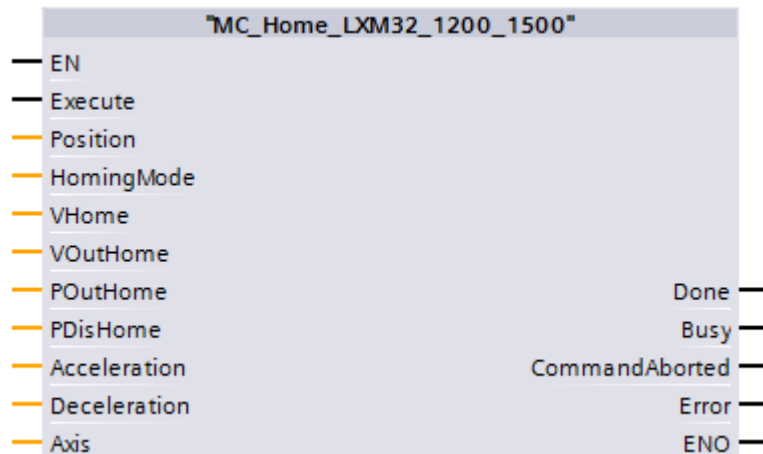 "MC_Home_LXM32_1200_1500"
EN
Execute
Position
HomingMode
VHome
VOutHome
POutHome Done
PDisHome Busy
Acceleration CommandAborted
Deceleration Error
Axis ENO